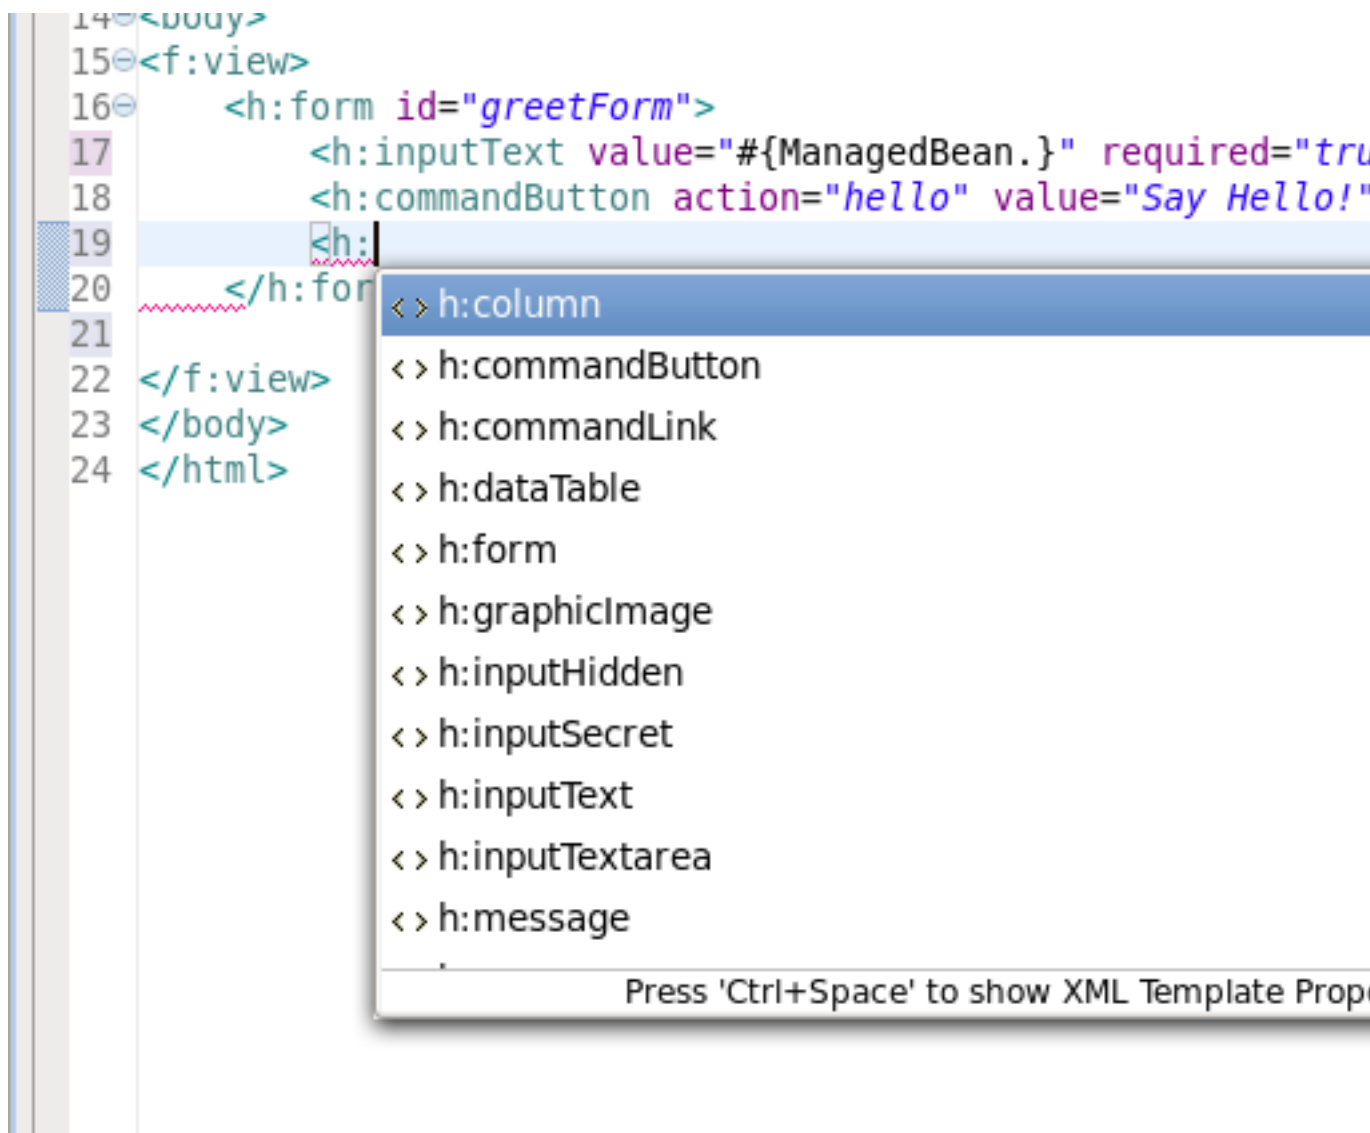 14 <body>
15 <f:view>
16 <h:form id="greetForm">
17 <h:inputText value="#{ManagedBean.}" required="tru
18 <h:commandButton action="hello" value="Say Hello!"
19 <h:
20 </h:for
21
22 </f:view>
23 </body>
24 </html>
h:column
h:commandButton
h:commandLink
h:dataTable
h:form
h:graphicImage
h:inputHidden
h:inputSecret
h:inputText
h:inputTextarea
h:message
Press 'Ctrl+Space' to show XML Template Prop